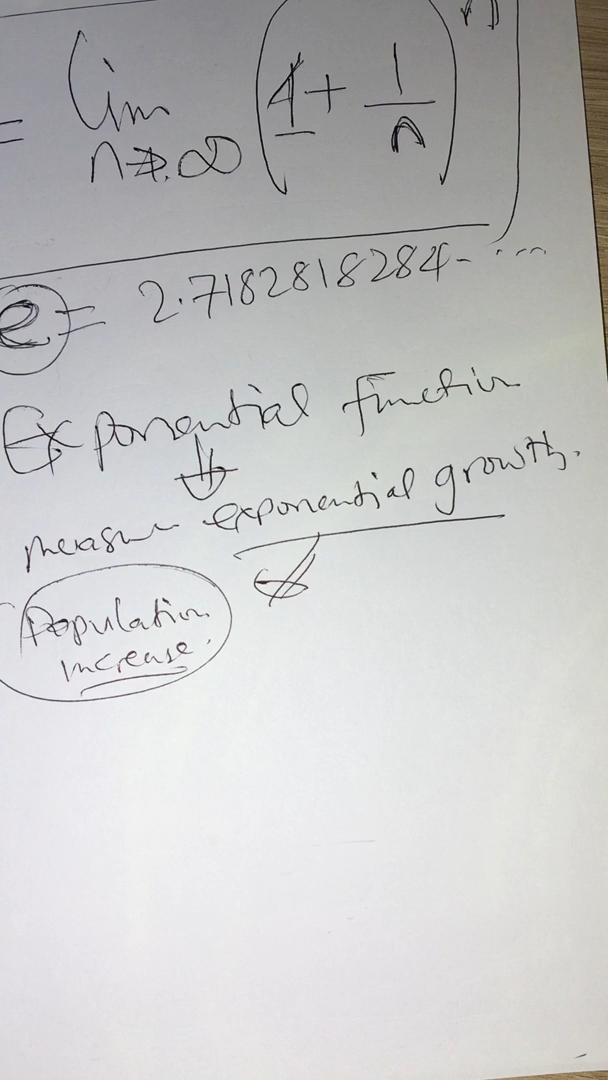 = lim (1 + 1/n)^n
n→∞
e = 2.7182818284- ....
Exponential function
measure exponential growth.
Population
increase.